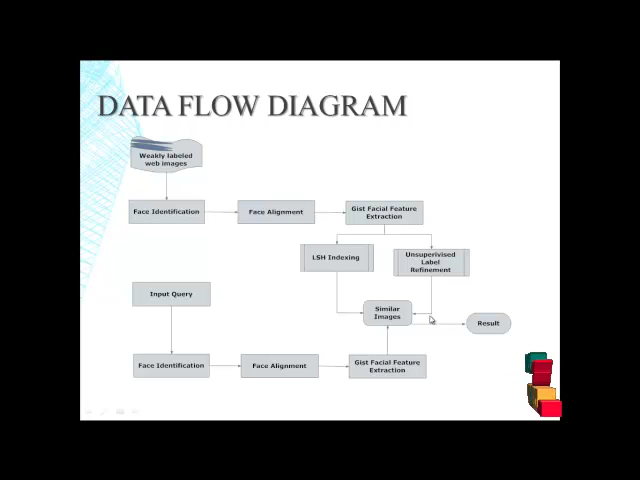 DATA FLOW DIAGRAM
Weakly labeled
web images
Face Identification
Face Alignment
Gist Facial Feature
Extraction
LSH Indexing
Unsuperivised
Label
Refinement
Input Query
Similar
Images
Result
Face Identification
Face Alignment
Gist Facial Feature
Extraction